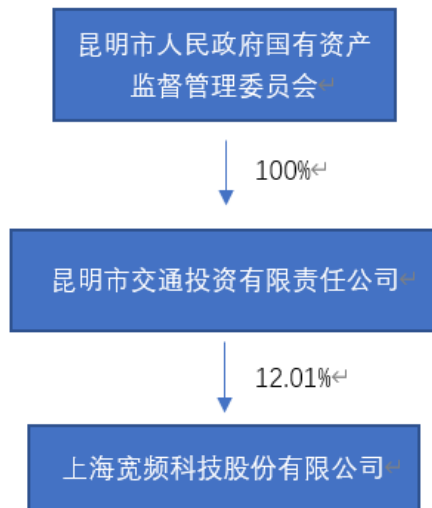 昆明市人民政府国有资产
监督管理委员会
100%
昆明市交通投资有限责任公司
12.01%
上海宽频科技股份有限公司